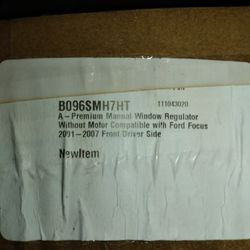 B096SMH7HT
111043020
A-Premium Manual Window Regulator
Without Motor Compatible with Ford Focus
2001-2007 Front Driver Side
NewItem